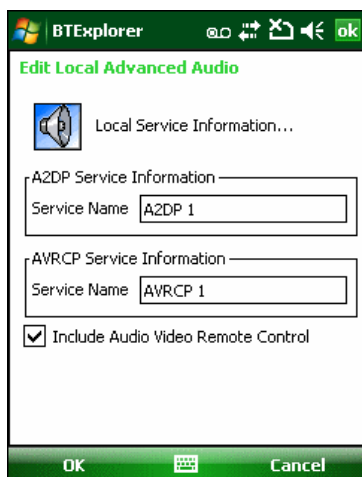 BTExplorer ok
Edit Local Advanced Audio
Local Service Information...
A2DP Service Information
Service Name A2DP 1
AVRCP Service Information
Service Name AVRCP 1
Include Audio Video Remote Control
OK Cancel